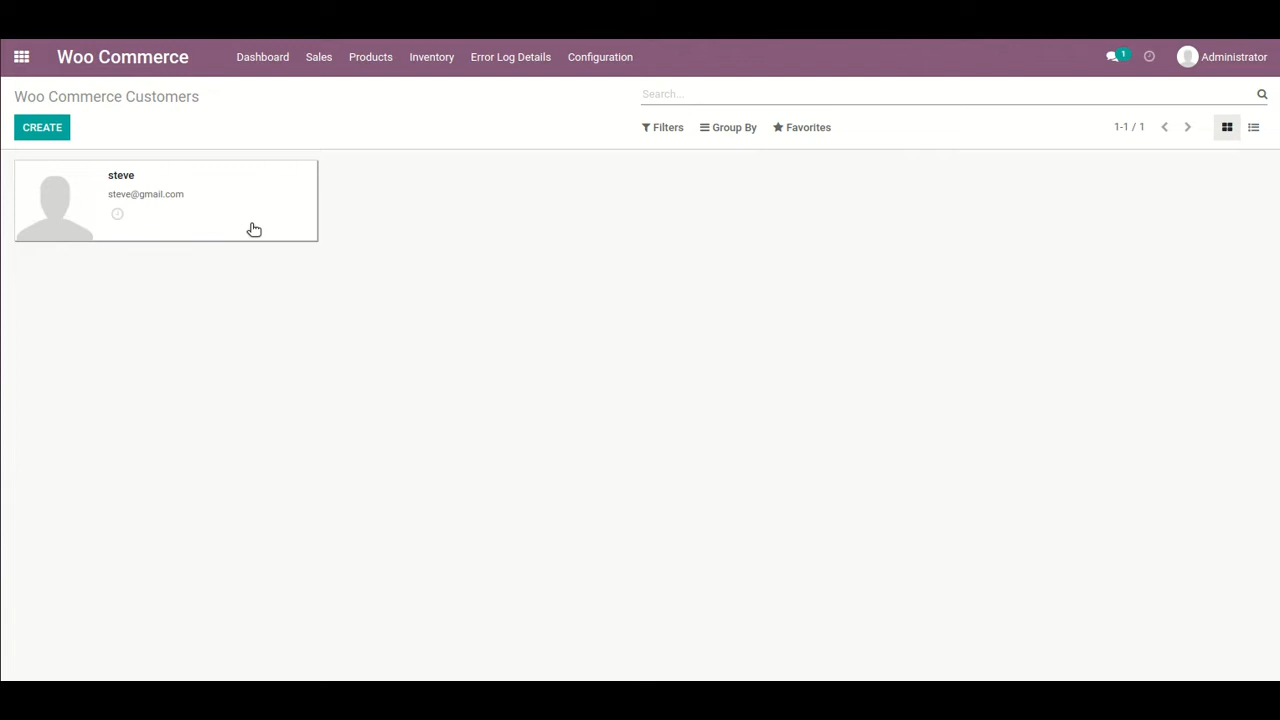 Woo Commerce Dashboard Sales Products Inventory Error Log Details Configuration 1 Administrator
Woo Commerce Customers Search...
CREATE Filters Group By Favorites 1-1 / 1
steve
steve@gmail.com